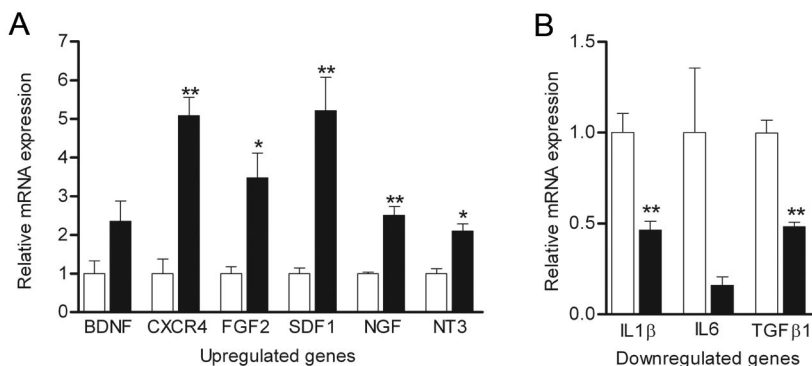 A
Relative mRNA expression
7
6
5
4
3
2
1
0
**
*
**
**
*
BDNF CXCR4 FGF2 SDF1 NGF NT3
Upregulated genes
B
Relative mRNA expression
1.5
1.0
0.5
0.0
**
**
IL1β IL6 TGFβ1
Downregulated genes